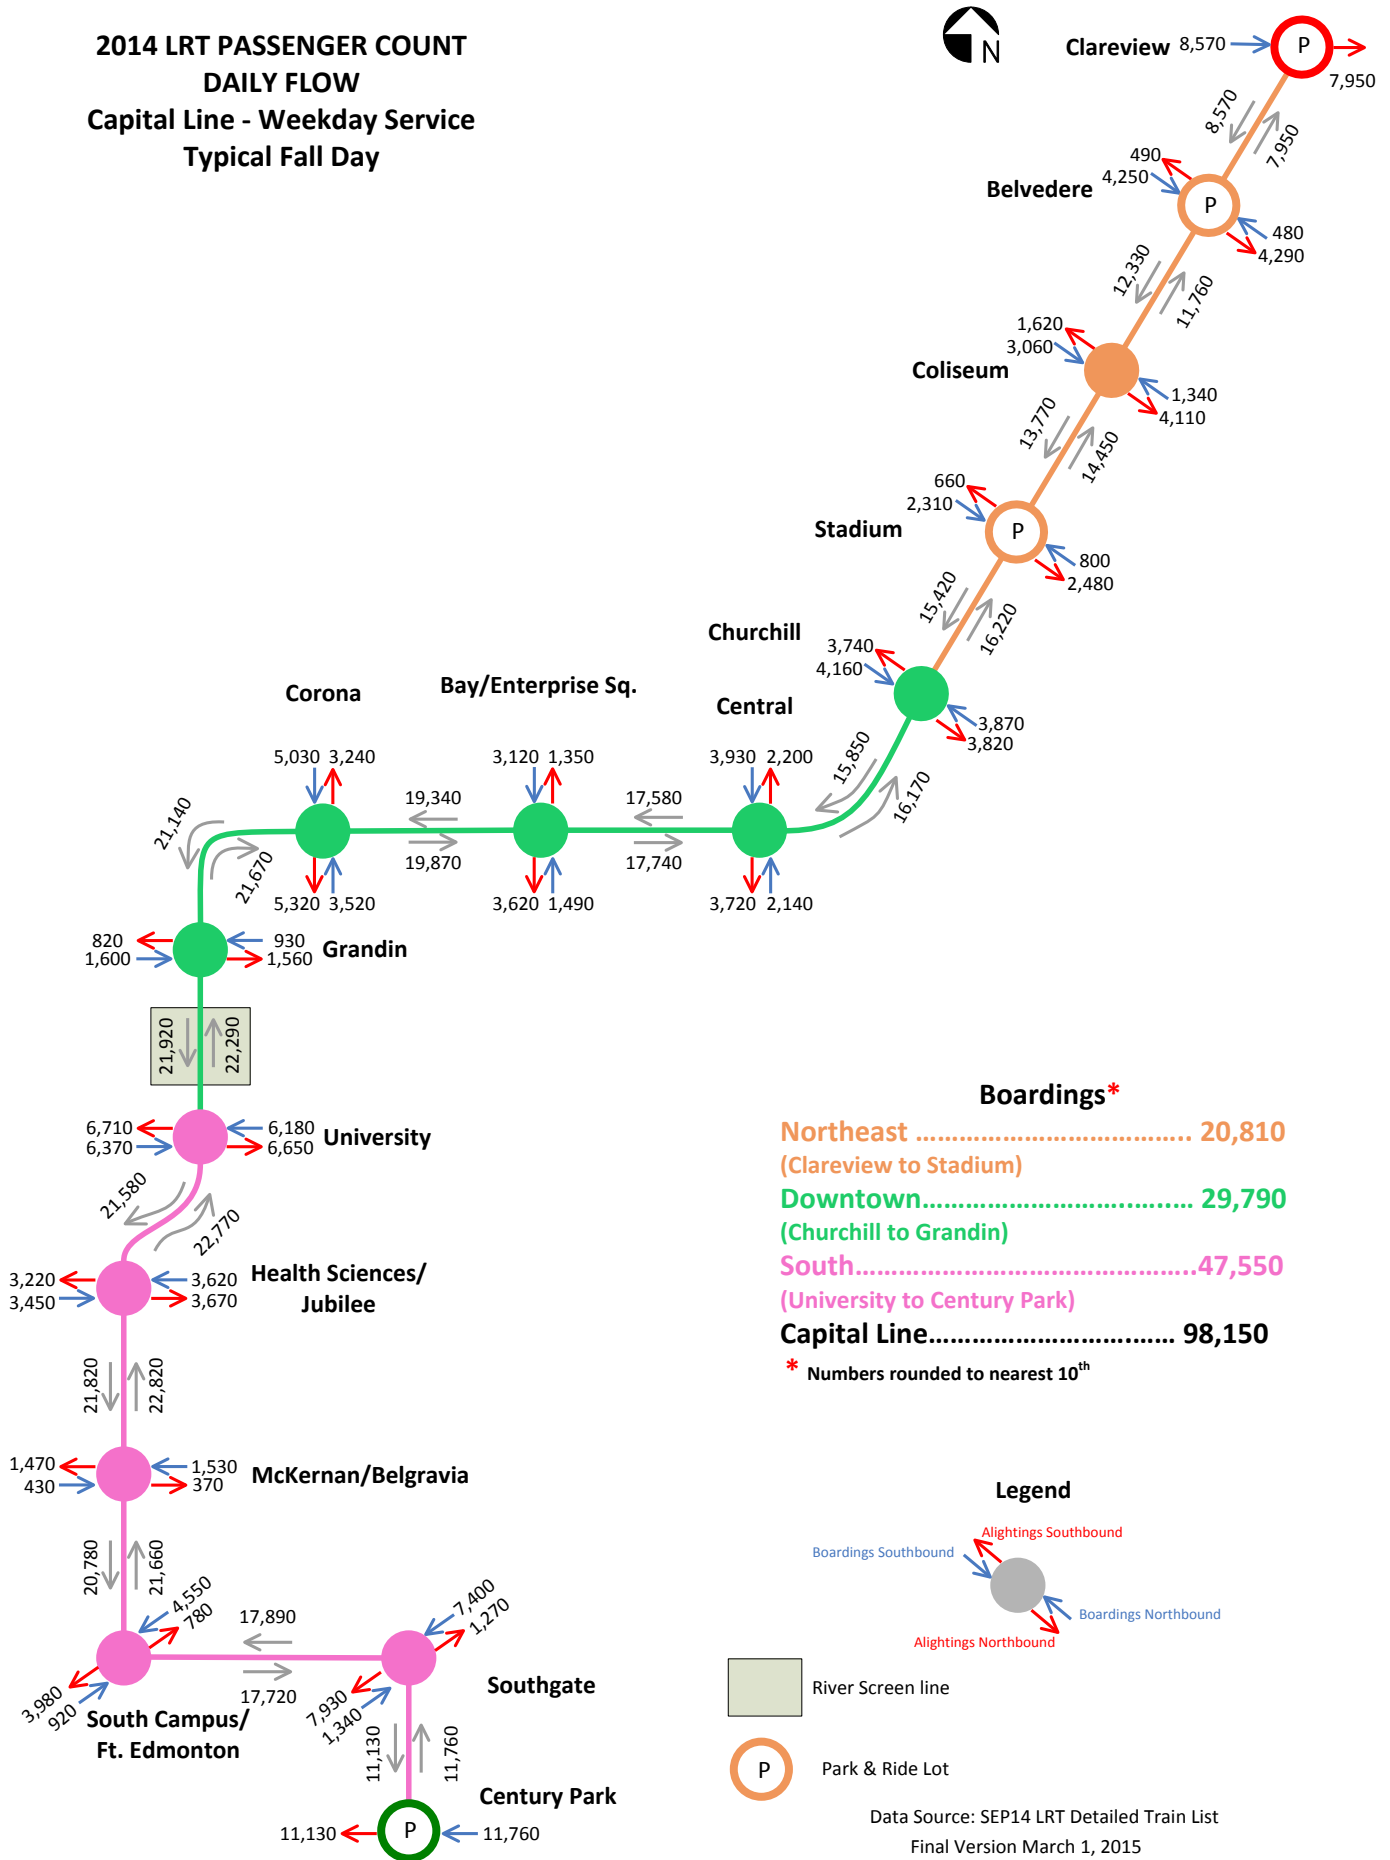 2014 LRT PASSENGER COUNT
DAILY FLOW
Capital Line - Weekday Service
Typical Fall Day
N
Clareview
8,570
P
7,950
8,570
7,950
Belvedere
490
4,250
P
480
4,290
12,330
11,760
Coliseum
1,620
3,060
1,340
4,110
13,770
14,450
Stadium
660
2,310
P
800
2,480
15,420
16,220
Churchill
3,740
4,160
3,870
3,820
15,850
16,170
Central
3,930 2,200
3,720 2,140
17,580
17,740
Bay/Enterprise Sq.
3,120 1,350
3,620 1,490
19,340
19,870
Corona
5,030 3,240
5,320 3,520
21,140
21,670
820
1,600
930
1,560
Grandin
21,920
22,290
6,710
6,370
6,180
6,650
University
21,580
22,770
3,220
3,450
3,620
3,670
Health Sciences/
Jubilee
21,820
22,820
1,470
430
1,530
370
McKernan/Belgravia
20,780
21,660
4,550
780
3,980
920
South Campus/
Ft. Edmonton
17,890
17,720
7,400
1,270
7,930
1,340
Southgate
11,130
11,760
Century Park
11,130
P
11,760
Boardings*
Northeast ................................... 20,810
(Clareview to Stadium)
Downtown.................................. 29,790
(Churchill to Grandin)
South...........................................47,550
(University to Century Park)
Capital Line............................... 98,150
* Numbers rounded to nearest 10th
Legend
Alightings Southbound
Boardings Southbound
Boardings Northbound
Alightings Northbound
River Screen line
P
Park & Ride Lot
Data Source: SEP14 LRT Detailed Train List
Final Version March 1, 2015